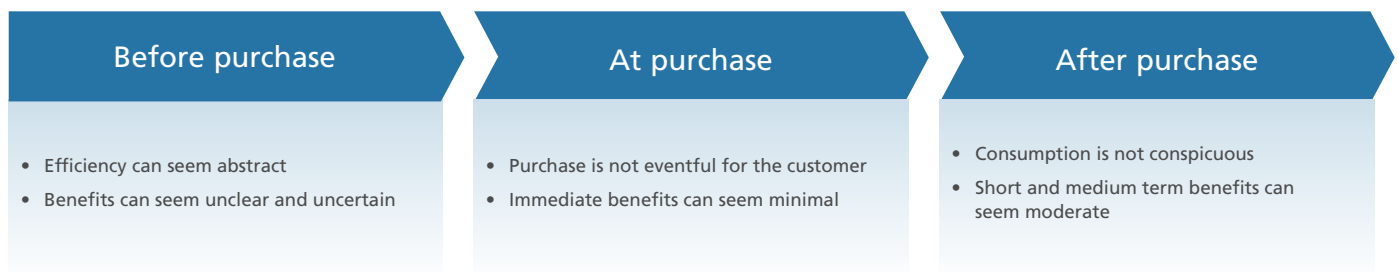 Before purchase
• Efficiency can seem abstract
• Benefits can seem unclear and uncertain
At purchase
• Purchase is not eventful for the customer
• Immediate benefits can seem minimal
After purchase
• Consumption is not conspicuous
• Short and medium term benefits can
seem moderate